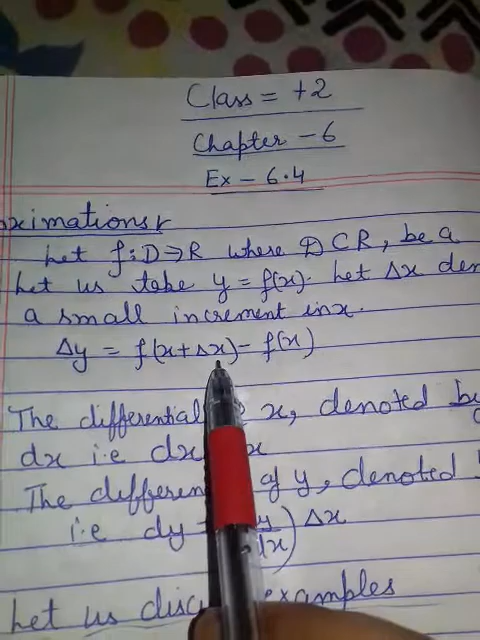 Class = +2
Chapter - 6
Ex - 6.4
oximations
Let f: D → R where D ⊂ R, be a
Let us take y = f(x). Let Δx den
a small increment in x.
Δy = f(x+Δx) - f(x)
The differential x, denoted by
dx i.e dx x
The differen of y, denoted
i.e dy = y/dx) Δx
Let us disc examples